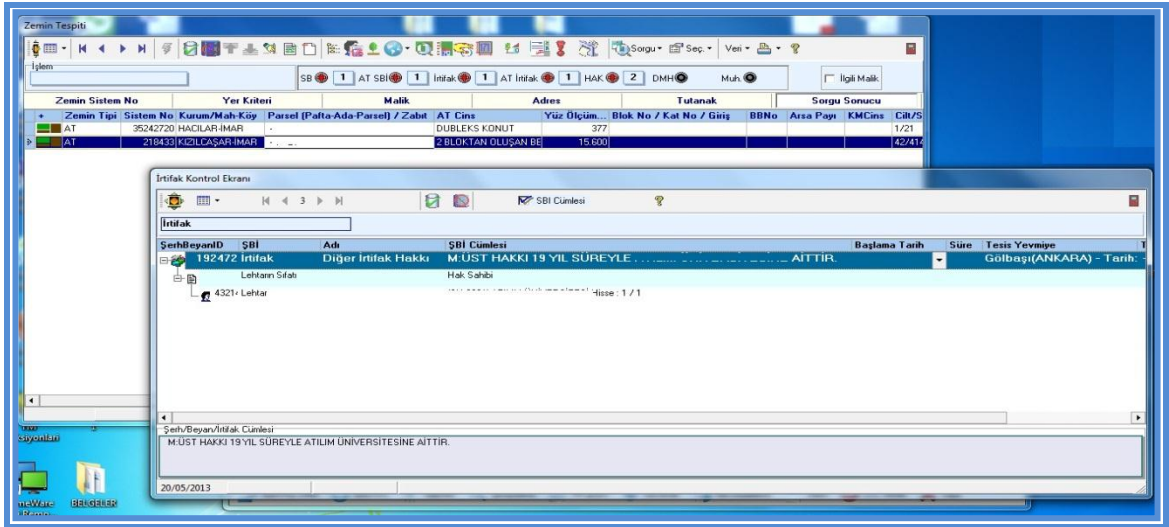 Zemin Tespiti
Sorgu Seç. Veri
İşlem
SB 1 AT SBİ 1 İrtifak 1 AT İrtifak 1 HAK 2 DMH Muh. İlgili Malik
Zemin Sistem No Yer Kriteri Malik Adres Tutanak Sorgu Sonucu
+ Zemin Tipi Sistem No Kurum/Mah-Köy Parsel (Pafta-Ada-Parsel) / Zabıt AT Cins Yüz Ölçüm... Blok No / Kat No / Giriş BBNo Arsa Payı KMCins Cilt/S
AT 35242720 HACILAR-İMAR DUBLEKS KONUT 377 1/21
AT 218433 KIZILCAŞAR-İMAR 2 BLOKTAN OLUŞAN BE 15.600 42/414
İrtifak Kontrol Ekranı
3 SBI Cümlesi
İrtifak
ŞerhBeyanID ŞBİ Adı ŞBİ Cümlesi Başlama Tarih Süre Tesis Yevmiye
192472 İrtifak Diğer İrtifak Hakkı M:ÜST HAKKI 19 YIL SÜREYLE AİTTİR. Gölbaşı(ANKARA) - Tarih: -
Lehtarın Sıfatı Hak Sahibi
4321 Lehtar Hisse : 1 / 1
Şerh/Beyan/İrtifak Cümlesi
M:ÜST HAKKI 19 YIL SÜREYLE ATILIM ÜNİVERSİTESİNE AİTTİR.
20/05/2013
BELGELER